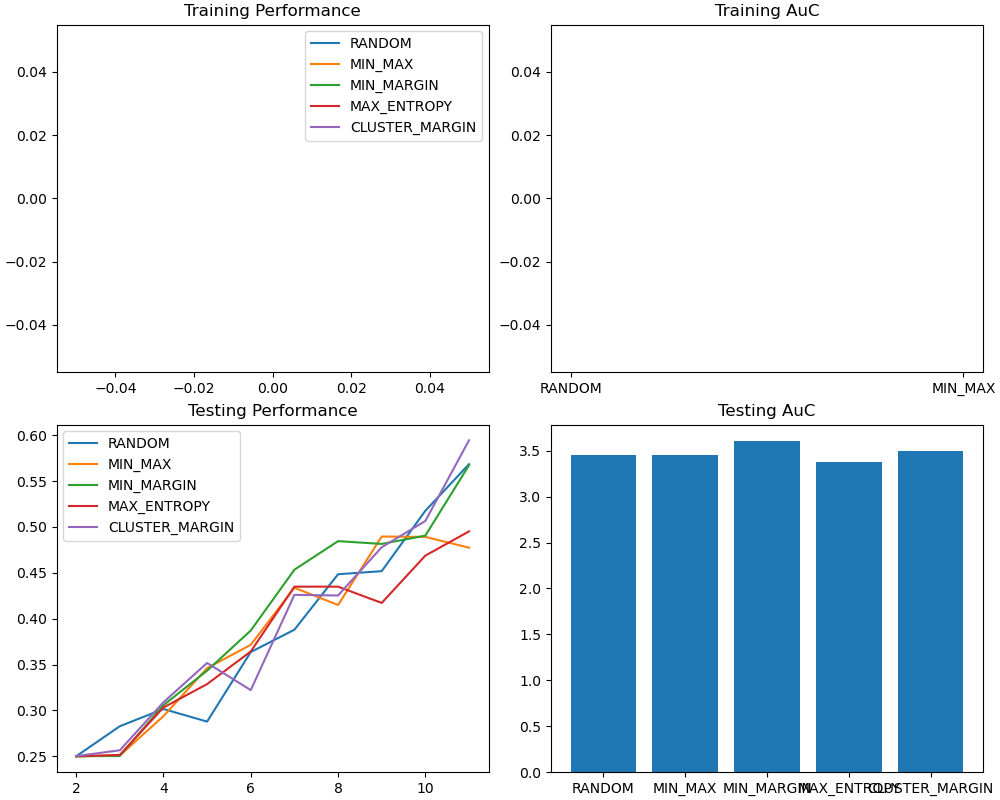 Training Performance
0.04
0.02
0.00
−0.02
−0.04
−0.04
−0.02
0.00
0.02
0.04
RANDOM
MIN_MAX
MIN_MARGIN
MAX_ENTROPY
CLUSTER_MARGIN
Training AuC
0.04
0.02
0.00
−0.02
−0.04
RANDOM
MIN_MAX
Testing Performance
0.60
0.55
0.50
0.45
0.40
0.35
0.30
0.25
2
4
6
8
10
RANDOM
MIN_MAX
MIN_MARGIN
MAX_ENTROPY
CLUSTER_MARGIN
Testing AuC
3.5
3.0
2.5
2.0
1.5
1.0
0.5
0.0
RANDOM
MIN_MAX
MIN_MARGIN
MAX_ENTROPY
CLUSTER_MARGIN